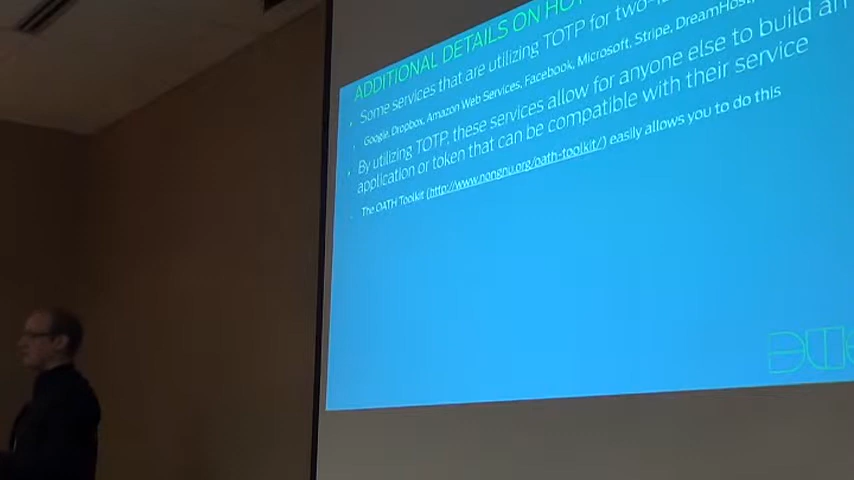 ADDITIONAL DETAILS ON HOT
Some services that are utilizing TOTP for two-
Google, Dropbox, Amazon Web Services, Facebook, Microsoft, Stripe, DreamHost,
By utilizing TOTP, these services allow for anyone else to build an
application or token that can be compatible with their service
The OATH Toolkit (http://www.nongnu.org/oath-toolkit/) easily allows you to do this